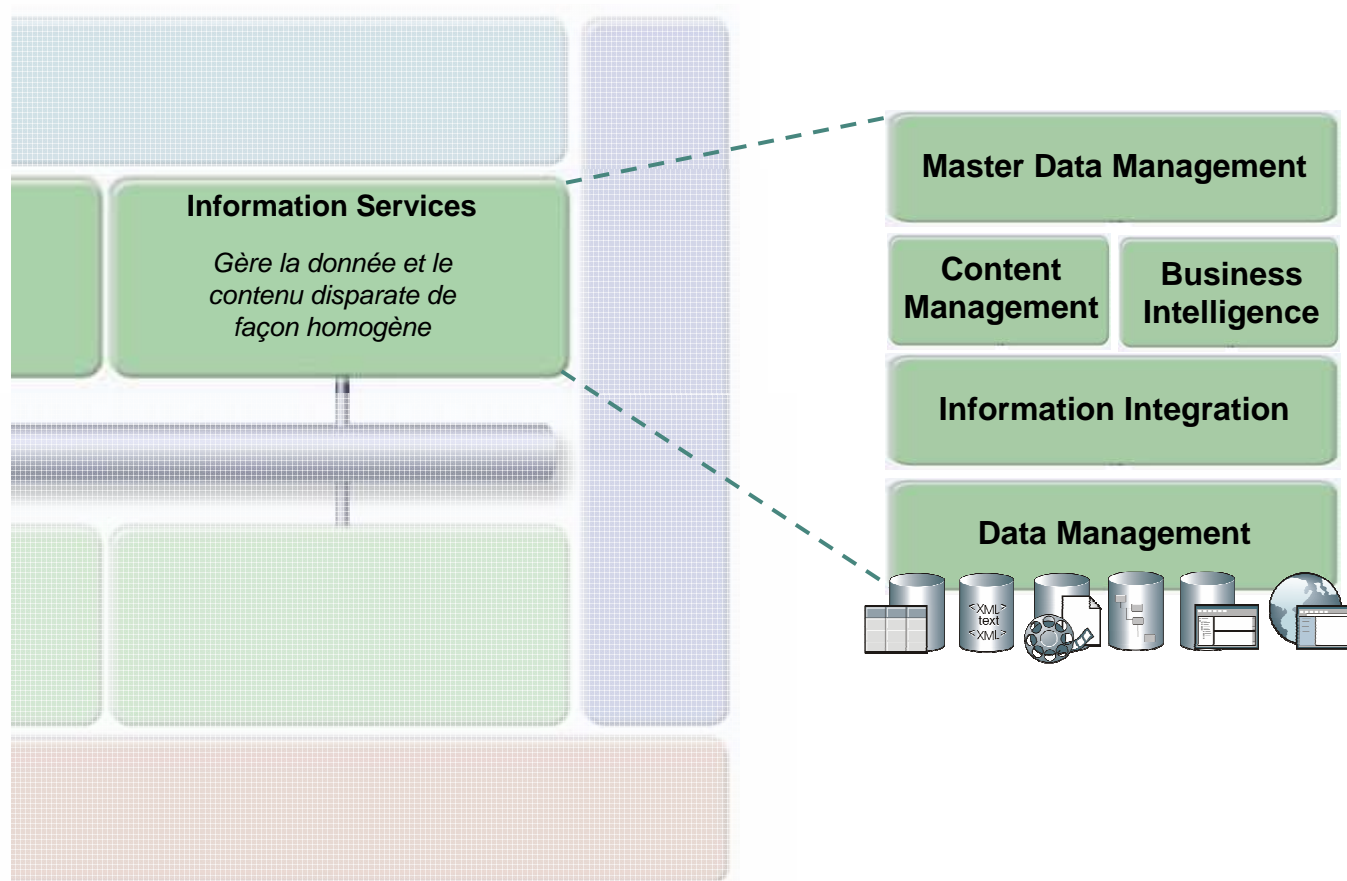 Information Services
Gère la donnée et le
contenu disparate de
façon homogène
Master Data Management
Content
Management
Business
Intelligence
Information Integration
Data Management
<XML>
text
<XML>